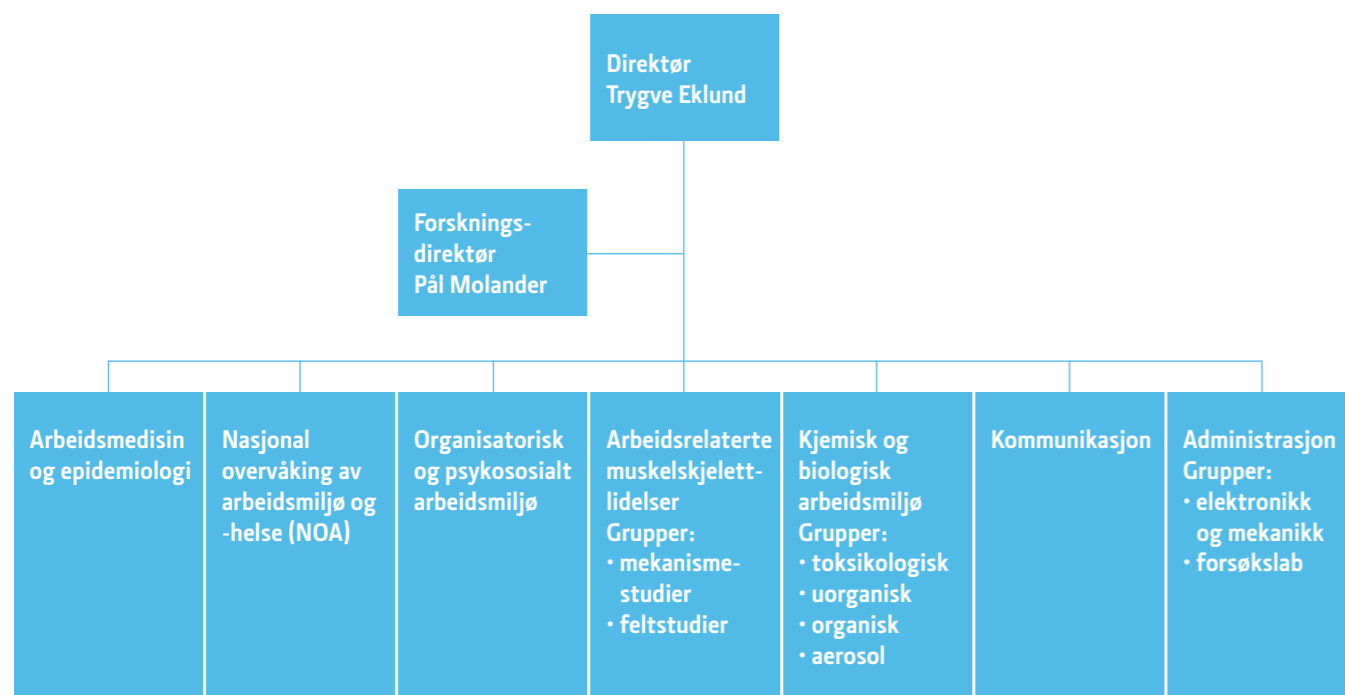 Direktør
Trygve Eklund
Forsknings-
direktør
Pål Molander
Arbeidsmedisin
og epidemiologi
Nasjonal
overvåking av
arbeidsmiljø og
-helse (NOA)
Organisatorisk
og psykososialt
arbeidsmiljø
Arbeidsrelaterte
muskelskjelett-
lidelser
Grupper:
• mekanisme-
studier
• feltstudier
Kjemisk og
biologisk
arbeidsmiljø
Grupper:
• toksikologisk
• uorganisk
• organisk
• aerosol
Kommunikasjon
Administrasjon
Grupper:
• elektronikk
og mekanikk
• forsøkslab